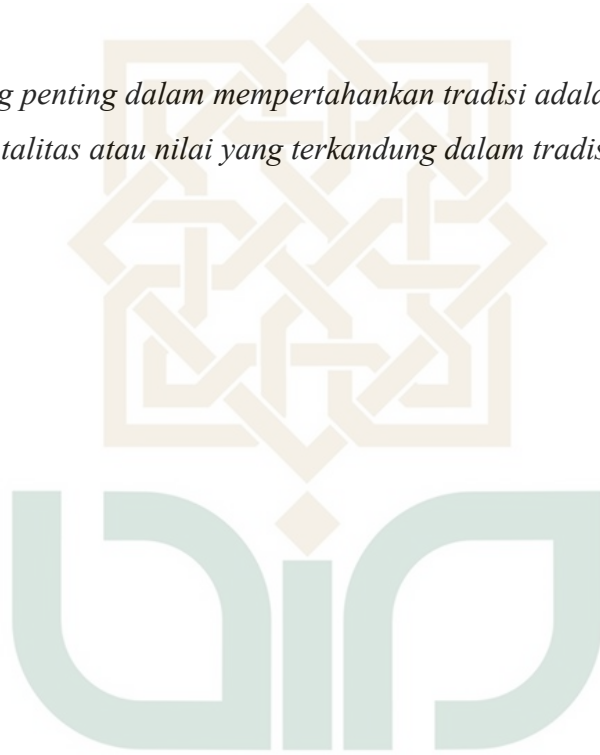 g penting dalam mempertahankan tradisi adala
talitas atau nilai yang terkandung dalam tradis